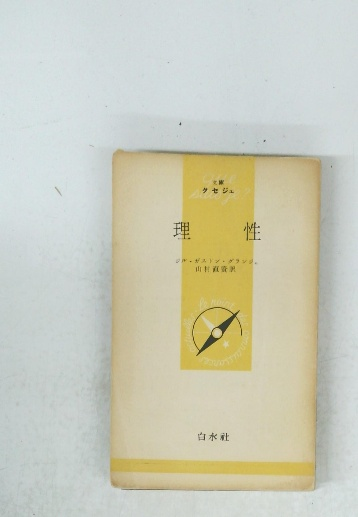 文庫
クセジュ
理性
ジル=ガストン・グランジェ
山村直資訳
白水社